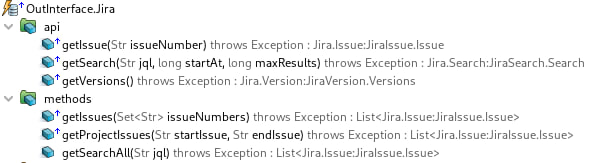 OutInterface.Jira
api
getIssue(Str issueNumber) throws Exception : Jira.Issue:JiraIssue.Issue
getSearch(Str jql, long startAt, long maxResults) throws Exception : Jira.Search:JiraSearch.Search
getVersions() throws Exception : Jira.Version:JiraVersion.Versions
methods
getIssues(Set<Str> issueNumbers) throws Exception : List<Jira.Issue:JiraIssue.Issue>
getProjectIssues(Str startIssue, Str endIssue) throws Exception : List<Jira.Issue:JiraIssue.Issue>
getSearchAll(Str jql) throws Exception : List<Jira.Issue:JiraIssue.Issue>